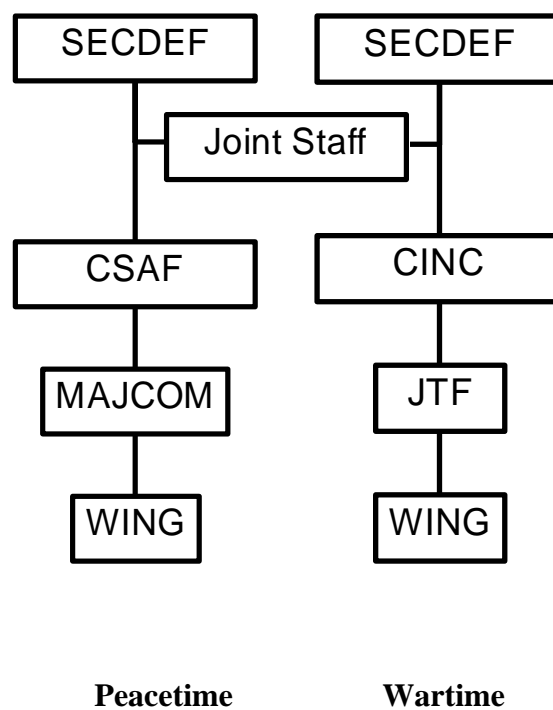 SECDEF
SECDEF
Joint Staff
CSAF
CINC
MAJCOM
JTF
WING
WING
Peacetime
Wartime